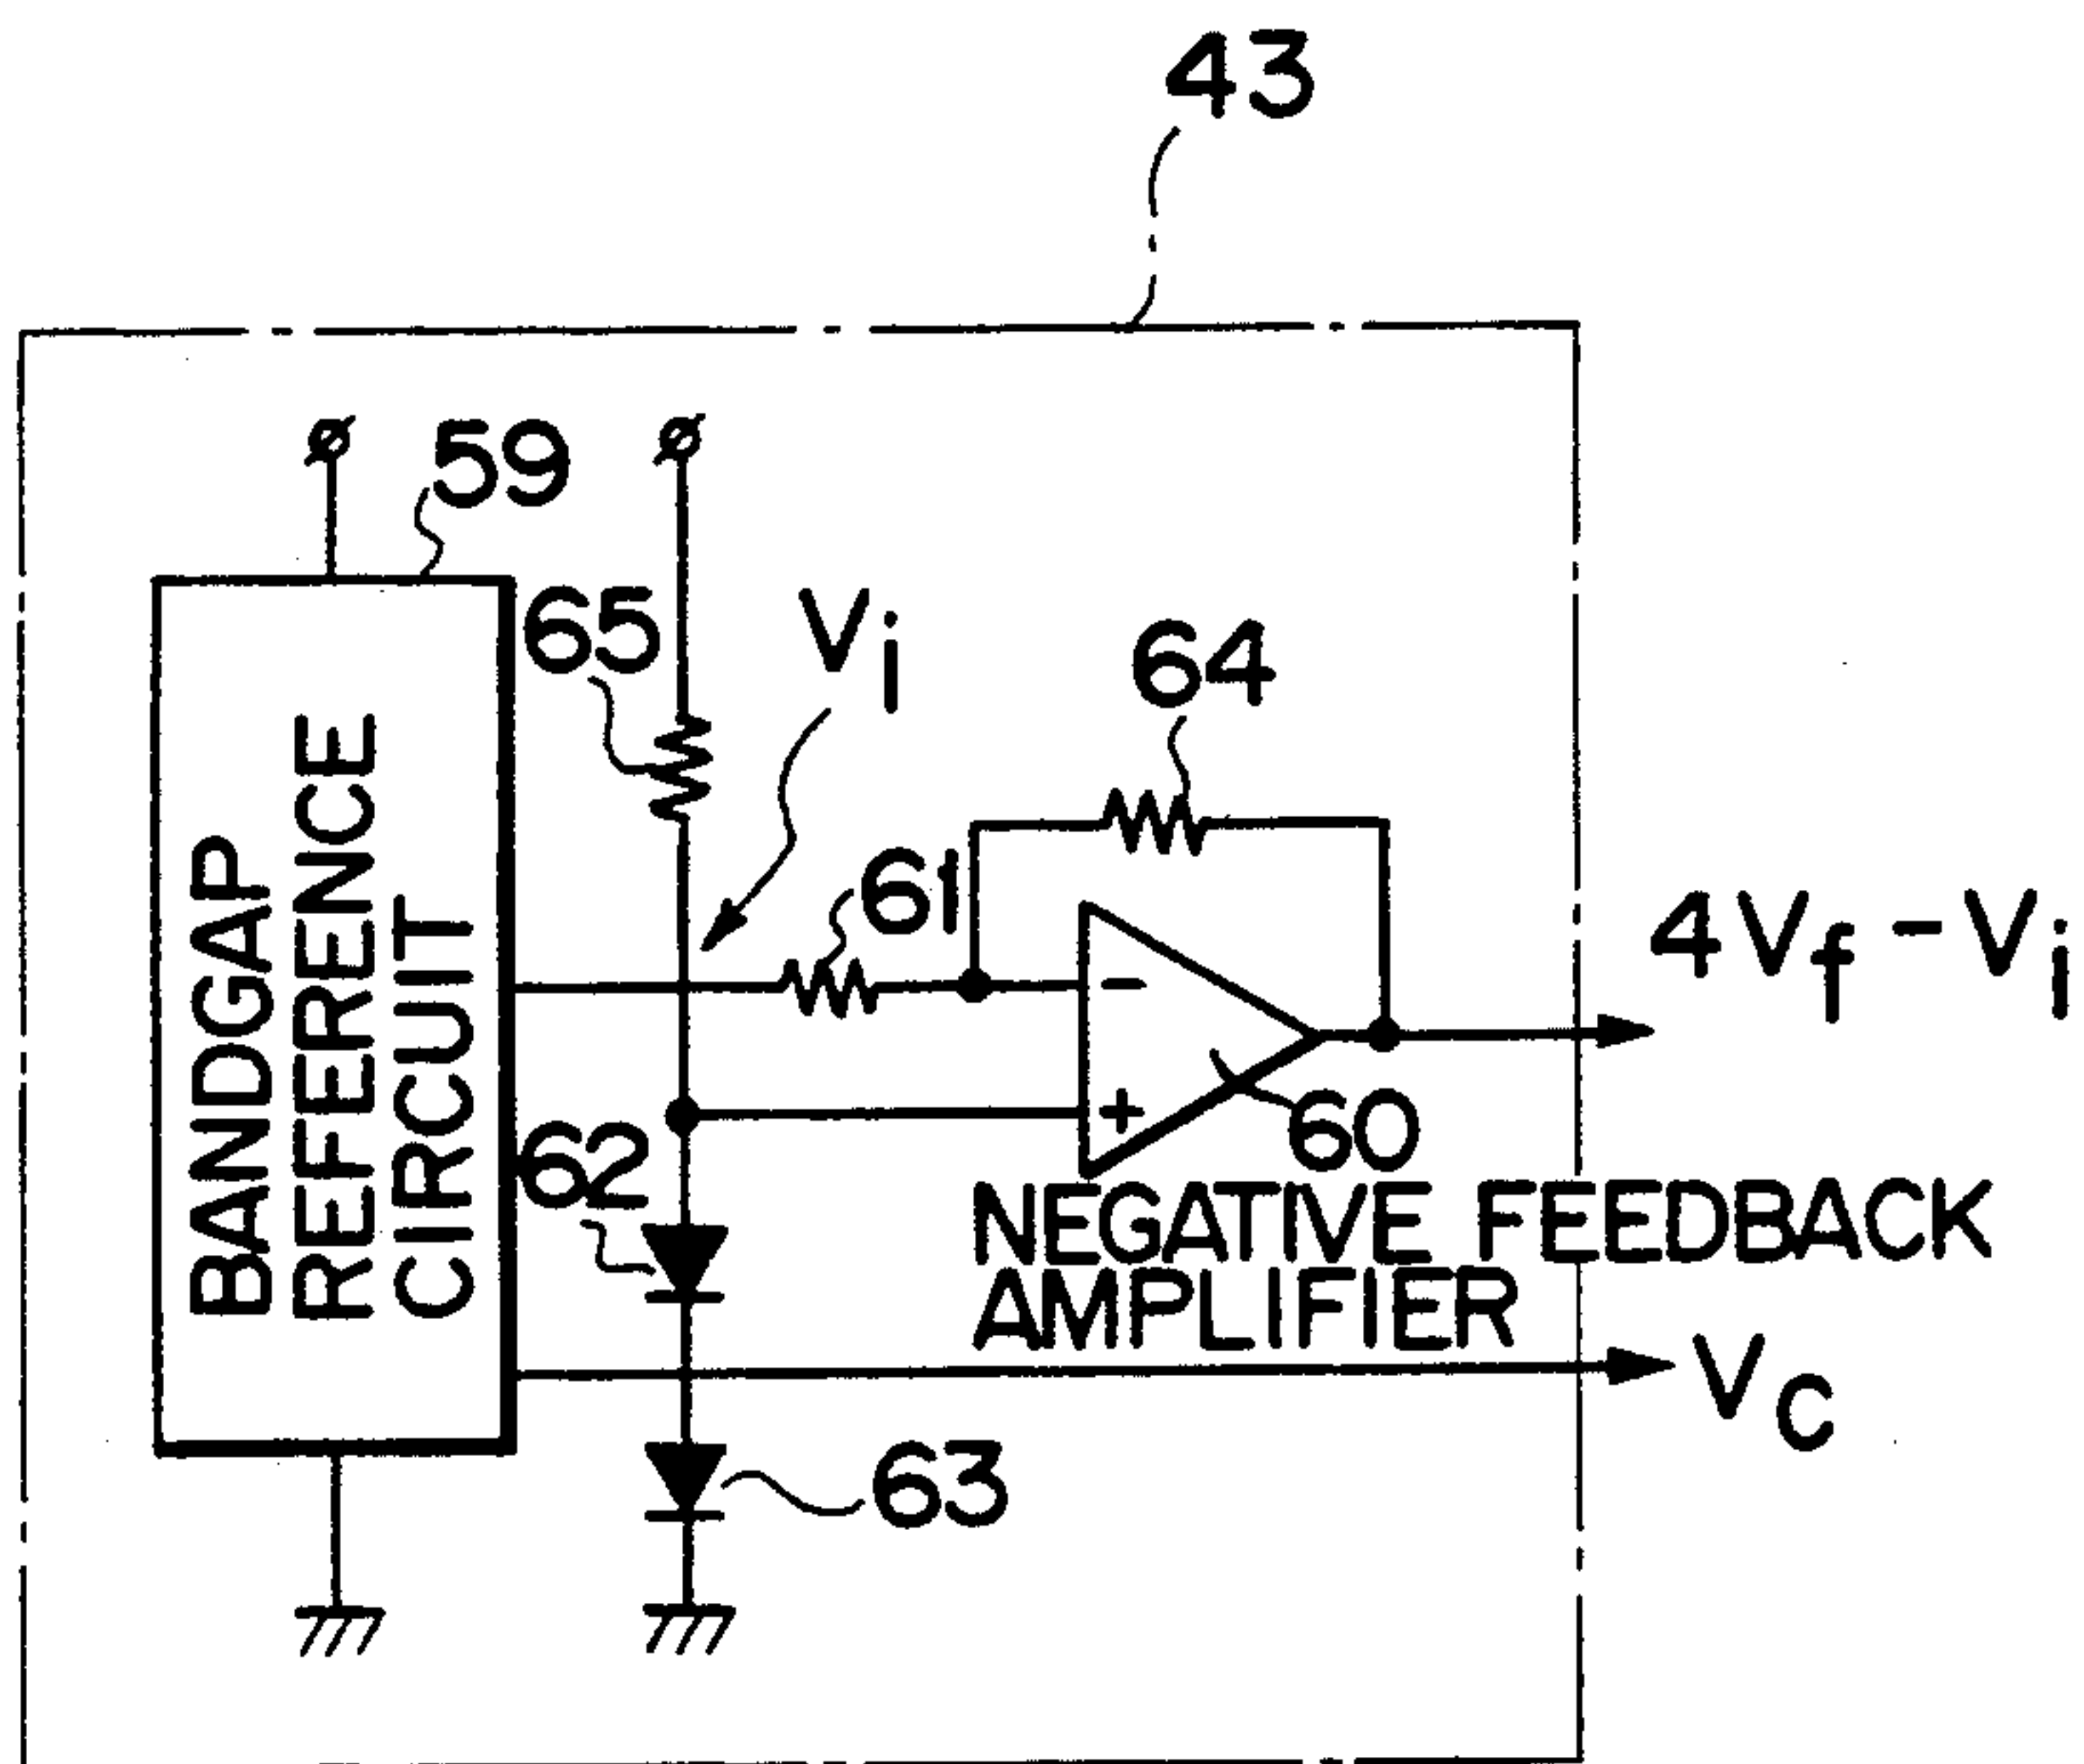 43
59
65
Vi
64
61
BANDGAP
REFERENCE
CIRCUIT
-
4Vf-Vi
+
60
62
NEGATIVE FEEDBACK
AMPLIFIER
VC
63